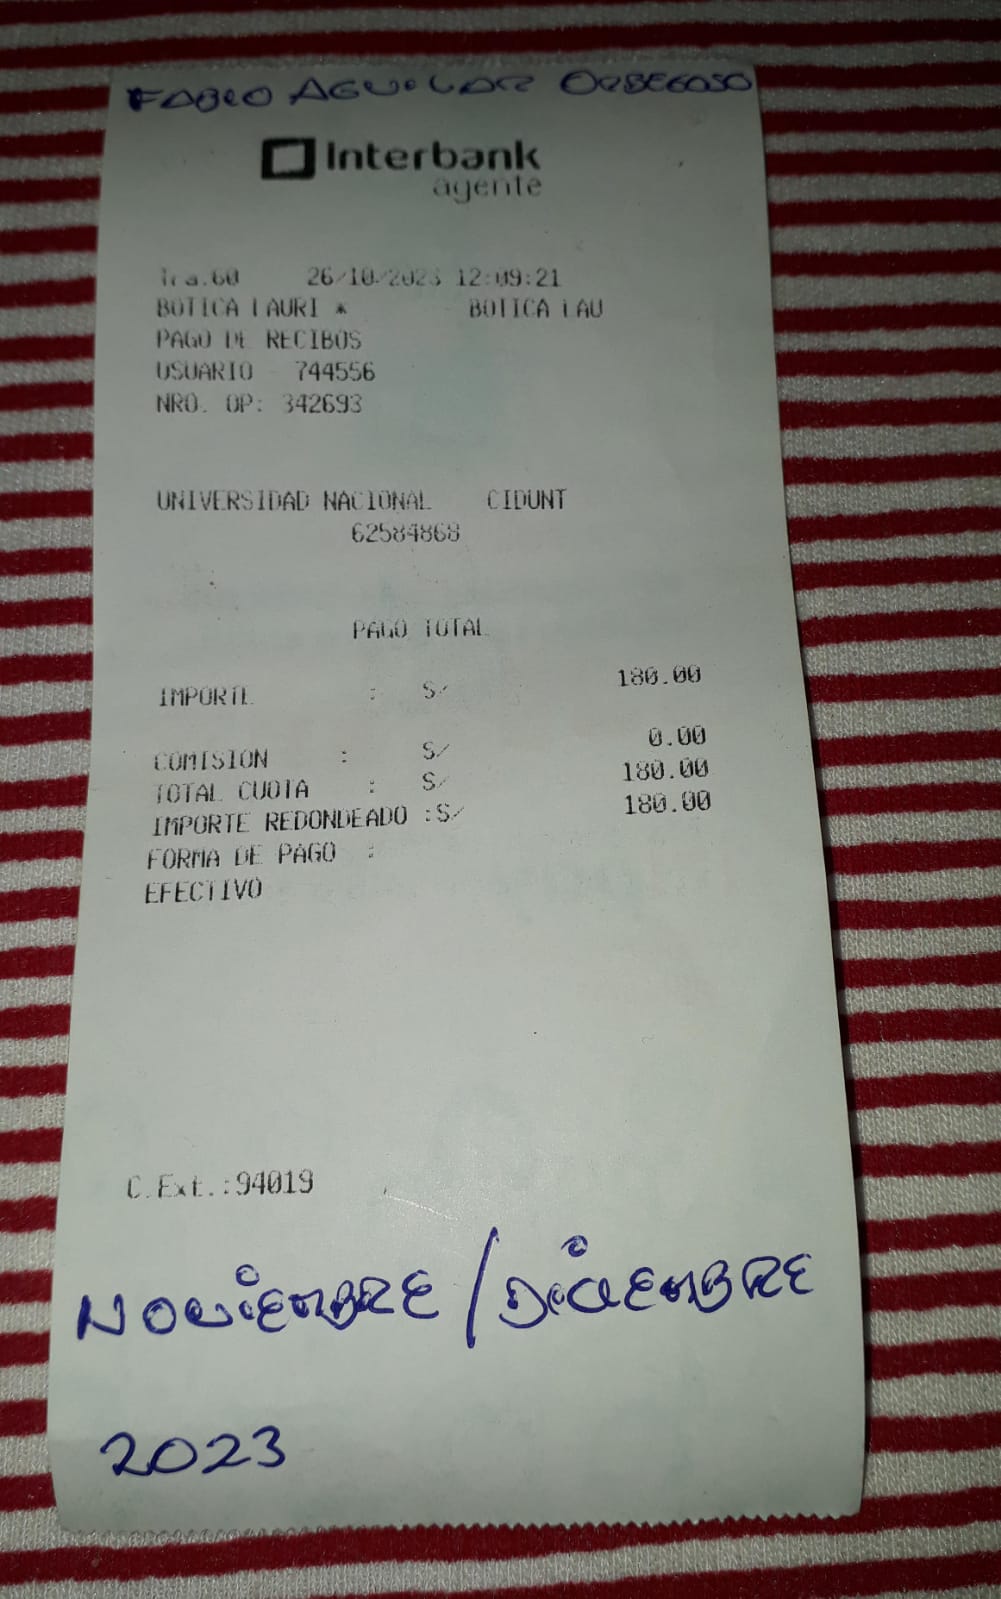 FABIO AGUILAR ORBEGOSO
Interbank
agente
Tra.60 26/10/2023 12:09:21
BOTICA LAURI * BOTICA LAU
PAGO DE RECIBOS
USUARIO 744556
NRO. OP: 342693
UNIVERSIDAD NACIONAL CIDUNT
62584868
PAGO TOTAL
IMPORTE : S/ 180.00
COMISION : S/ 0.00
TOTAL CUOTA : S/ 180.00
IMPORTE REDONDEADO :S/ 180.00
FORMA DE PAGO :
EFECTIVO
C.Ext.:94019
NOVIEMBRE / DICIEMBRE
2023